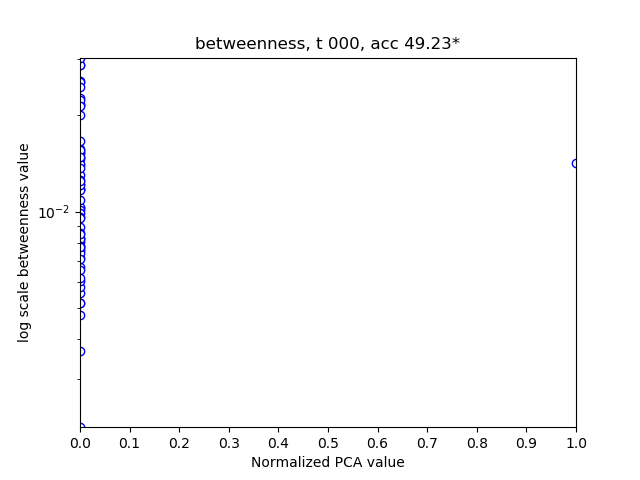 betweenness, t 000, acc 49.23*
log scale betweenness value
10⁻²
0.0 0.1 0.2 0.3 0.4 0.5 0.6 0.7 0.8 0.9 1.0
Normalized PCA value